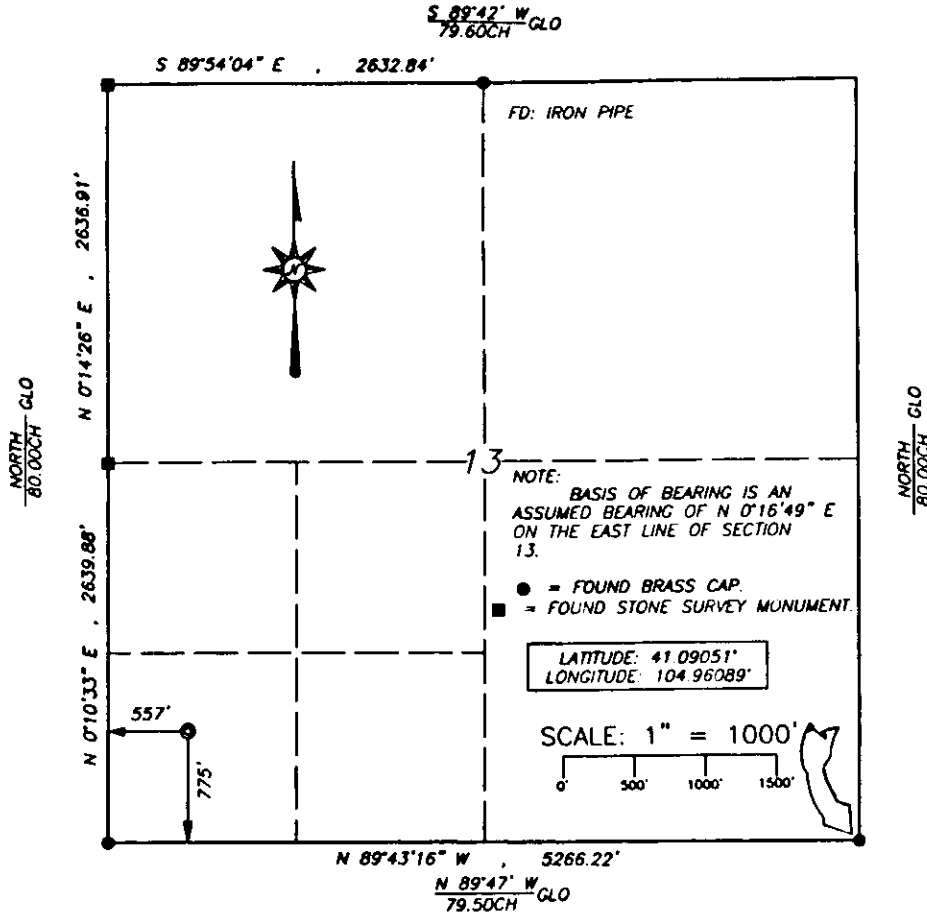 S 89°42' W
79.60CH GLO
S 89°54'04" E , 2632.84'
FD: IRON PIPE
N 0°14'26" E , 2636.91'
N
NORTH
80.00CH GLO
NORTH
80.00CH GLO
13
NOTE:
BASIS OF BEARING IS AN
ASSUMED BEARING OF N 0°16'49" E
ON THE EAST LINE OF SECTION
13.
● = FOUND BRASS CAP.
■ = FOUND STONE SURVEY MONUMENT.
N 0°10'33" E , 2639.88'
LATITUDE: 41.09051°
LONGITUDE: 104.96089°
557'
775'
SCALE: 1" = 1000'
0' 500' 1000' 1500'
N 89°43'16" W , 5266.22'
N 89°47' W
79.50CH GLO